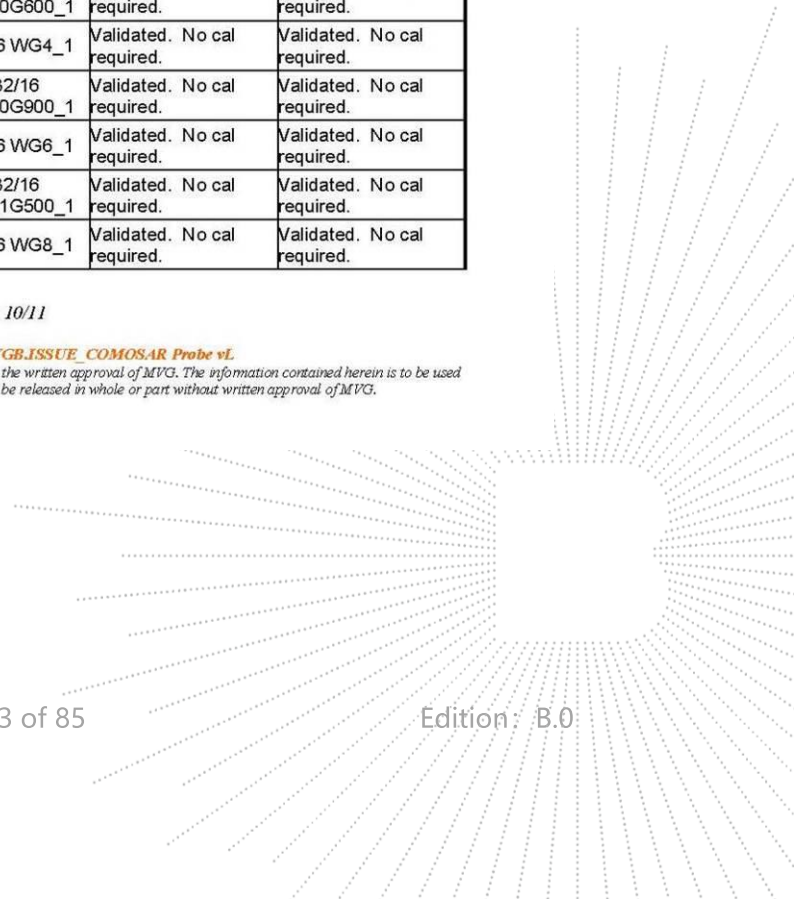 0G600_1 required. required.
6 WG4_1 Validated. No cal required. Validated. No cal required.
32/16 0G900_1 Validated. No cal required. Validated. No cal required.
6 WG6_1 Validated. No cal required. Validated. No cal required.
32/16 1G500_1 Validated. No cal required. Validated. No cal required.
6 WG8_1 Validated. No cal required. Validated. No cal required.
10/11
GB.ISSUE_COMOSAR Probe vL
the written approval of MVG. The information contained herein is to be used
be released in whole or part without written approval of MVG.
3 of 85
Edition: B.0